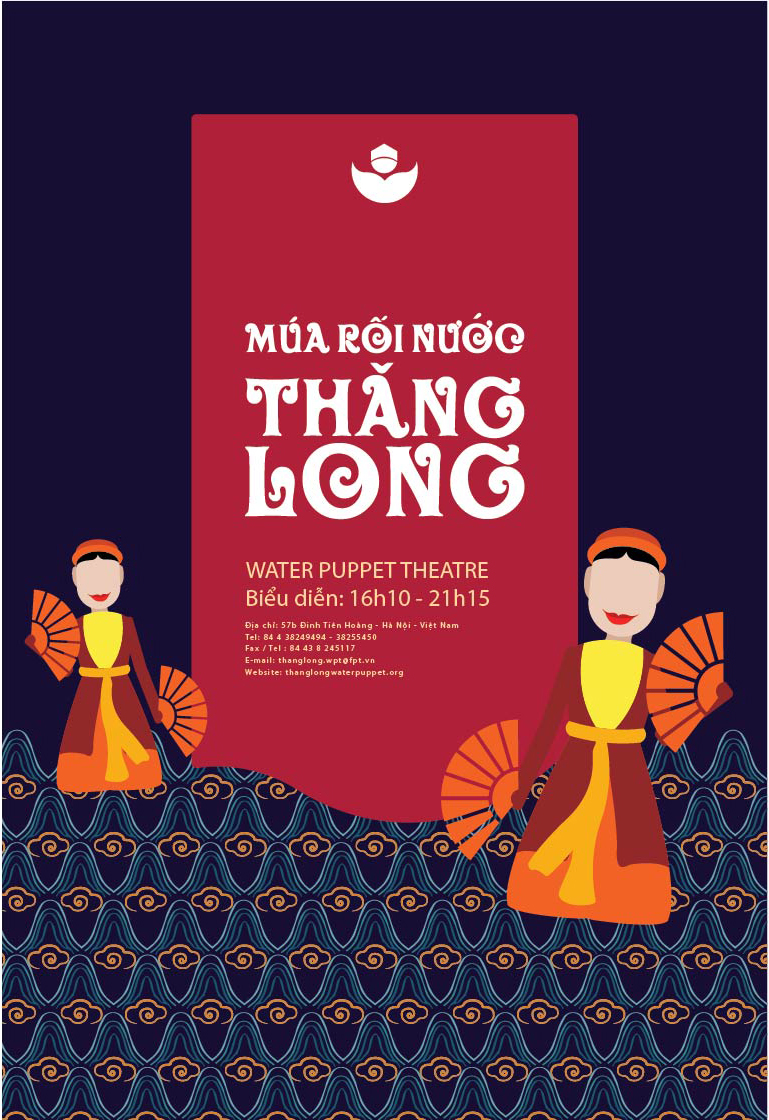 MÚA RỐI NƯỚC
THĂNG
LONG
WATER PUPPET THEATRE
Biểu diễn: 16h10 - 21h15
Địa chỉ: 57b Đinh Tiên Hoàng - Hà Nội - Việt Nam
Tel: 84 4 38249494 - 38255450
Fax / Tel : 84 43 8 245117
E-mail: thanglong.wpt@fpt.vn
Website: thanglongwaterpuppet.org